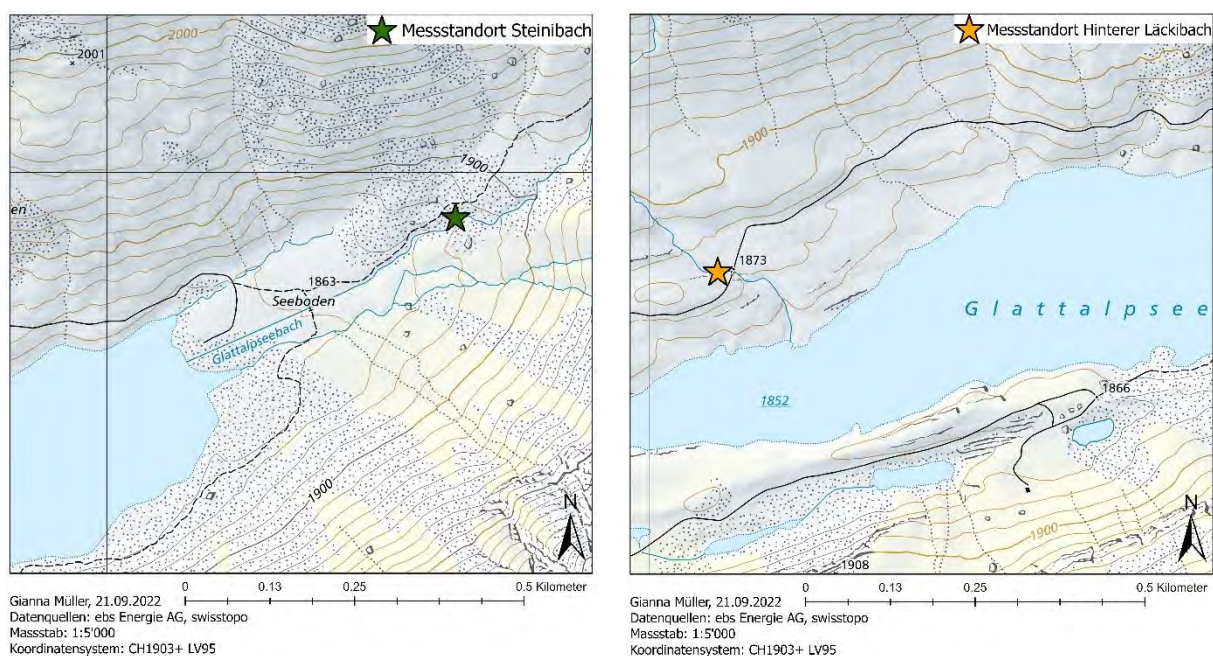 Messstandort Steinibach
2001
2000
1900
en
1863
Seeboden
Glattalpseebach
1900
N
0 0.13 0.25 0.5 Kilometer
Gianna Müller, 21.09.2022
Datenquellen: ebs Energie AG, swisstopo
Massstab: 1:5'000
Koordinatensystem: CH1903+ LV95
Messstandort Hinterer Läckibach
1900
1873
Glattalpsee
1866
1852
1900
1908
N
0 0.13 0.25 0.5 Kilometer
Gianna Müller, 21.09.2022
Datenquellen: ebs Energie AG, swisstopo
Massstab: 1:5'000
Koordinatensystem: CH1903+ LV95